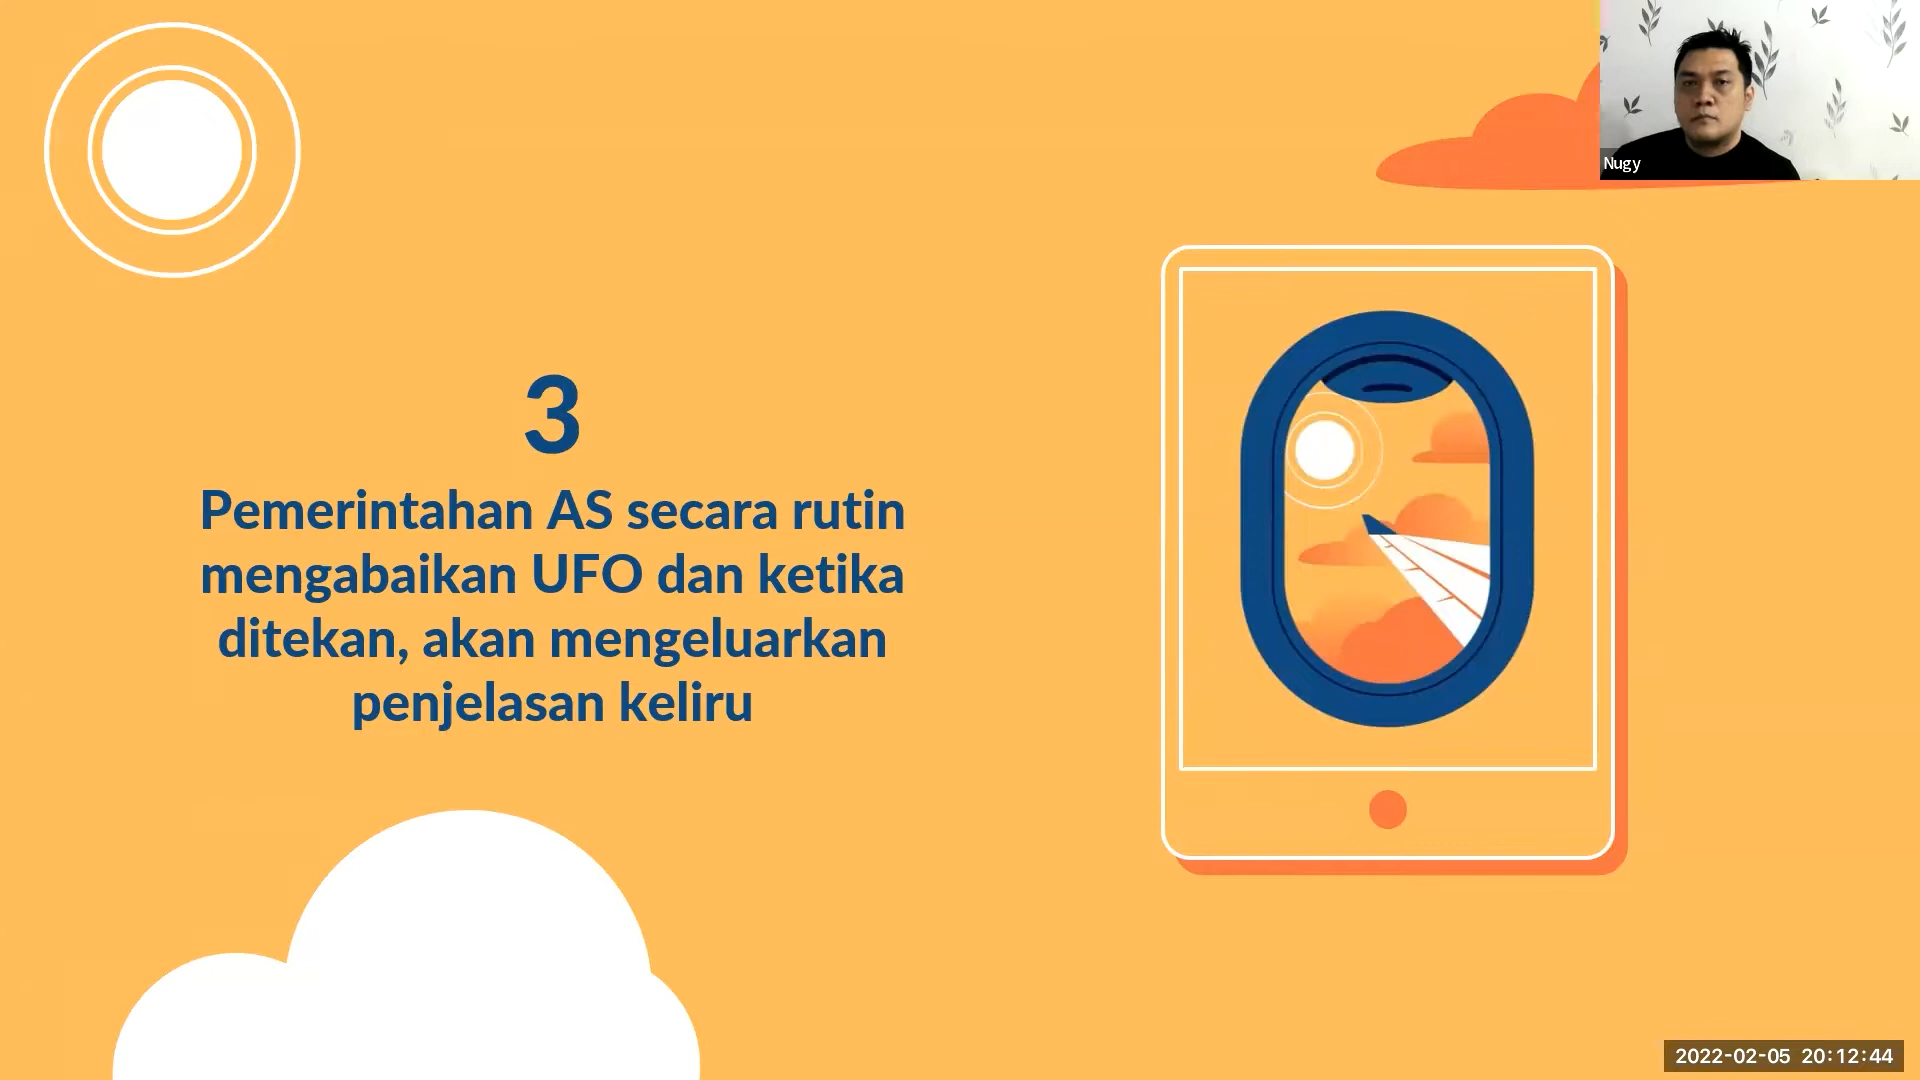 Nugy
3
Pemerintahan AS secara rutin
mengabaikan UFO dan ketika
ditekan, akan mengeluarkan
penjelasan keliru
2022-02-05 20:12:44